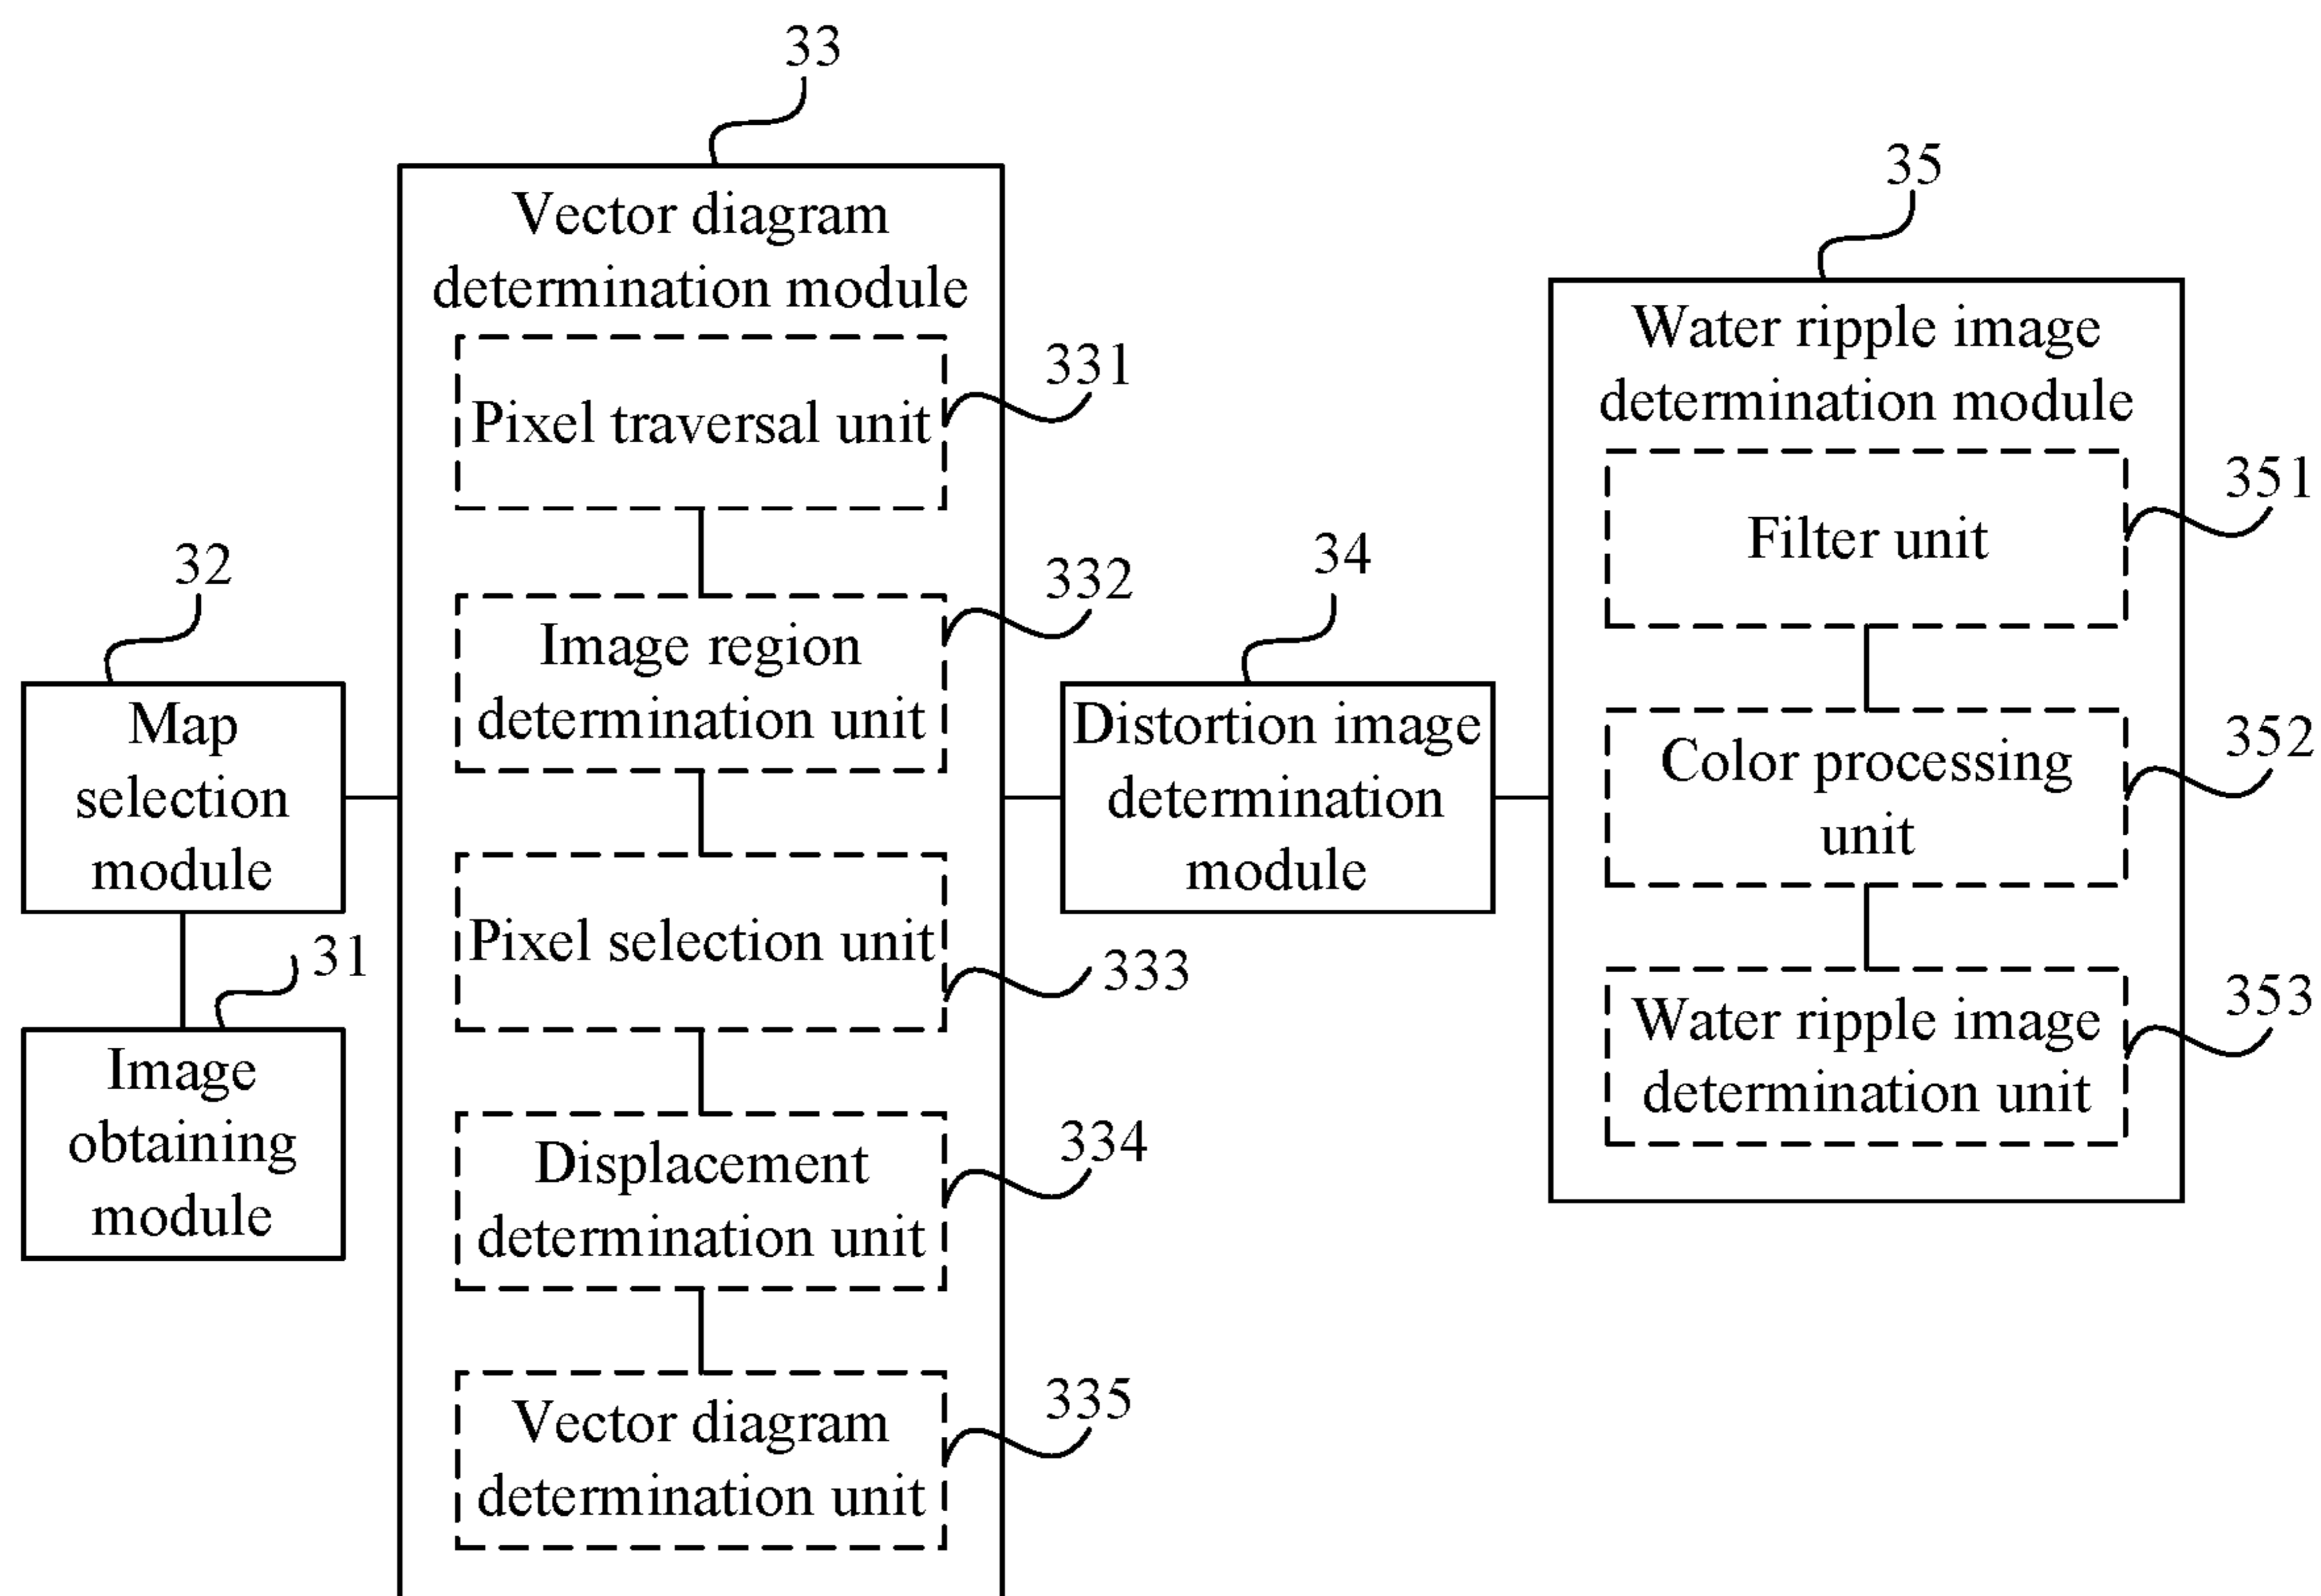 33
Vector diagram
determination module
Pixel traversal unit
331
Image region
determination unit
332
Pixel selection unit
333
Displacement
determination unit
334
Vector diagram
determination unit
335
32
Map
selection
module
31
Image
obtaining
module
34
Distortion image
determination
module
35
Water ripple image
determination module
Filter unit
351
Color processing
unit
352
Water ripple image
determination unit
353